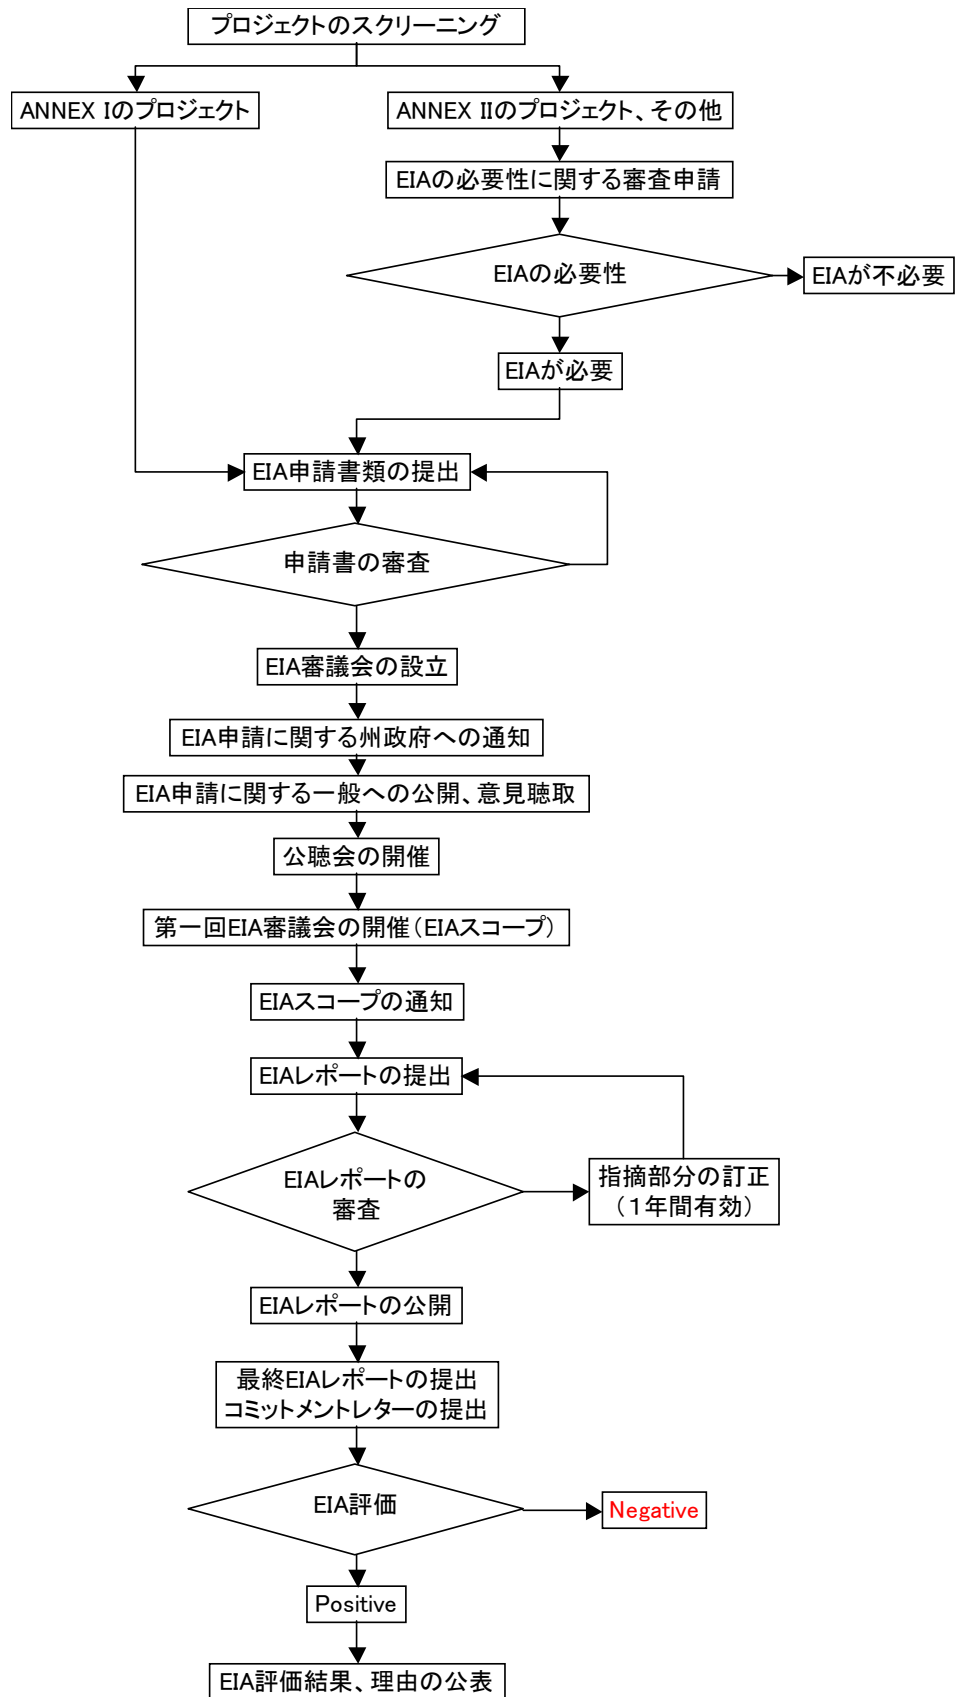 プロジェクトのスクリーニング
ANNEX Iのプロジェクト
ANNEX IIのプロジェクト、その他
EIAの必要性に関する審査申請
EIAの必要性
EIAが不必要
EIAが必要
EIA申請書類の提出
申請書の審査
EIA審議会の設立
EIA申請に関する州政府への通知
EIA申請に関する一般への公開、意見聴取
公聴会の開催
第一回EIA審議会の開催（EIAスコープ）
EIAスコープの通知
EIAレポートの提出
EIAレポートの
審査
指摘部分の訂正
（１年間有効）
EIAレポートの公開
最終EIAレポートの提出
コミットメントレターの提出
EIA評価
Negative
Positive
EIA評価結果、理由の公表